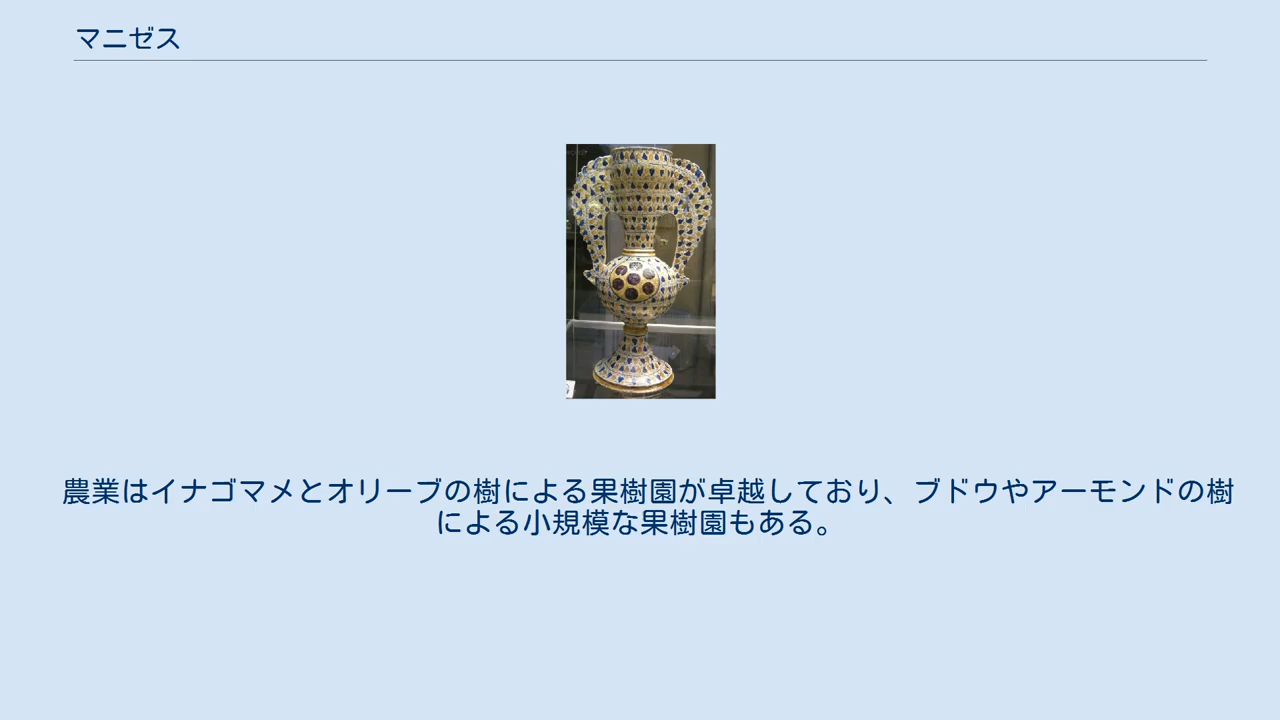 マニゼス
農業はイナゴマメとオリーブの樹による果樹園が卓越しており、ブドウやアーモンドの樹
による小規模な果樹園もある。